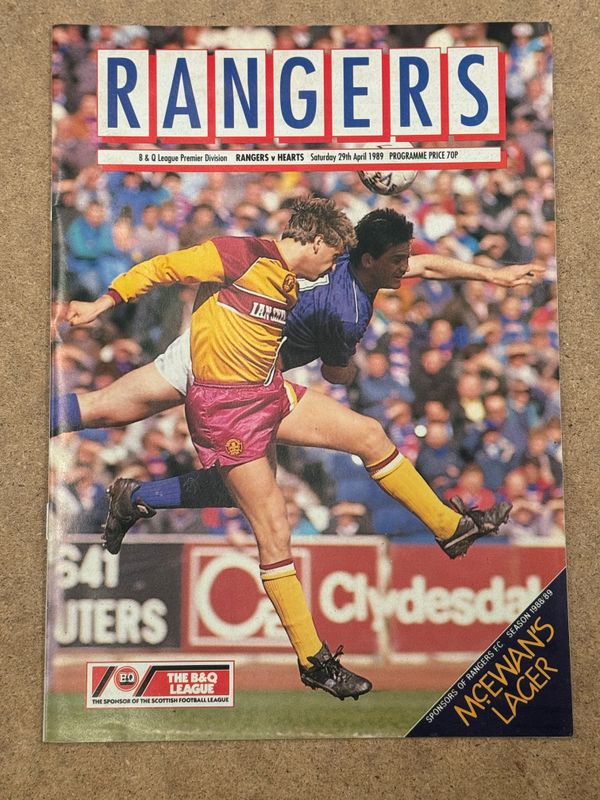 RANGERS
B & Q League Premier Division RANGERS v HEARTS Saturday 29th April 1989 PROGRAMME PRICE 70P
641
UTERS
Clydesdal
B&Q
THE B&Q
LEAGUE
THE SPONSOR OF THE SCOTTISH FOOTBALL LEAGUE
SPONSORS OF RANGERS F.C. SEASON 1988/89
McEWAN'S
LAGER